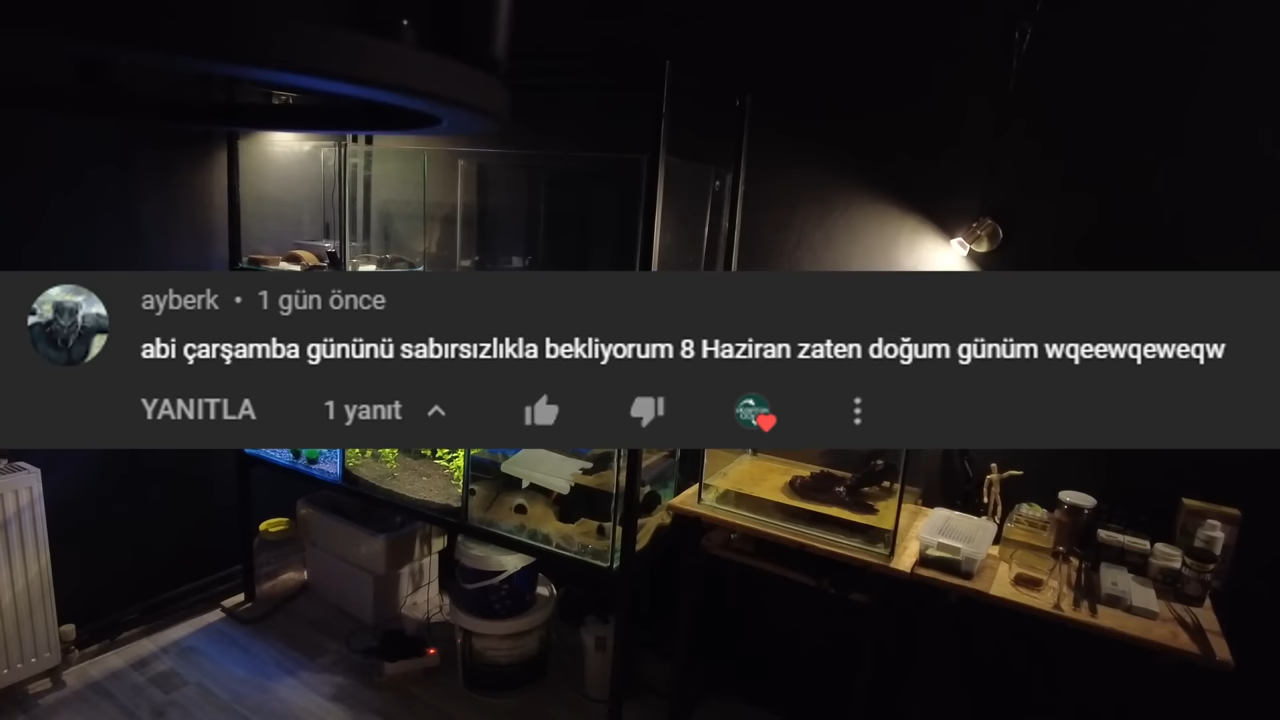 ayberk • 1 gün önce
abi çarşamba gününü sabırsızlıkla bekliyorum 8 Haziran zaten doğum günüm wqeewqeweqw
YANITLA 1 yanıt